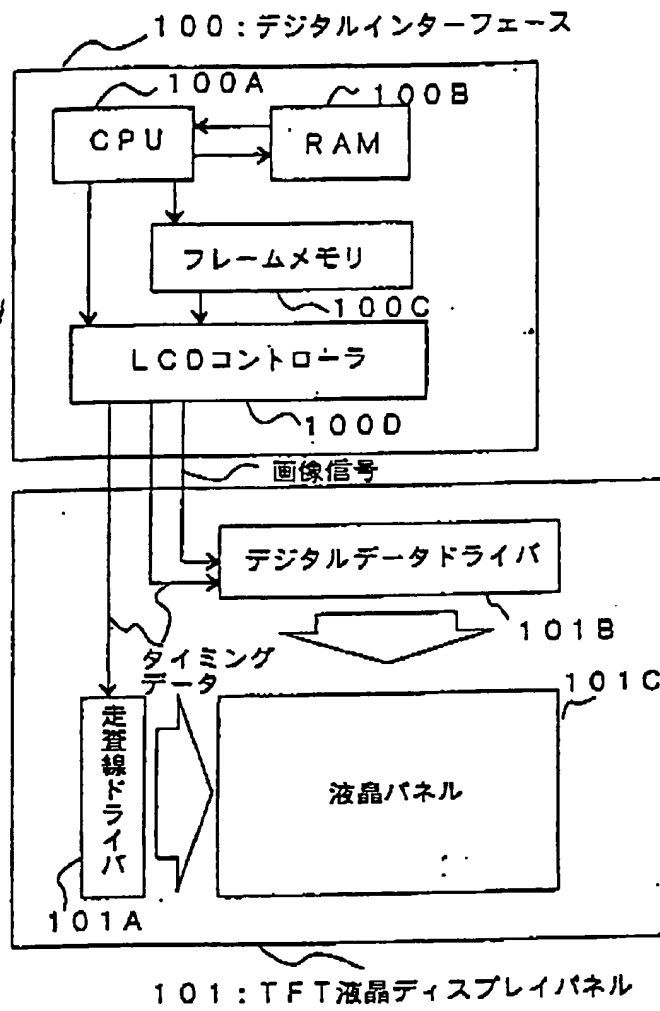 100:デジタルインターフェース
100A
100B
CPU
RAM
フレームメモリ
100C
LCDコントローラ
100D
画像信号
デジタルデータドライバ
101B
タイミング
データ
101C
走査線ドライバ
液晶パネル
101A
101:TFT液晶ディスプレイパネル